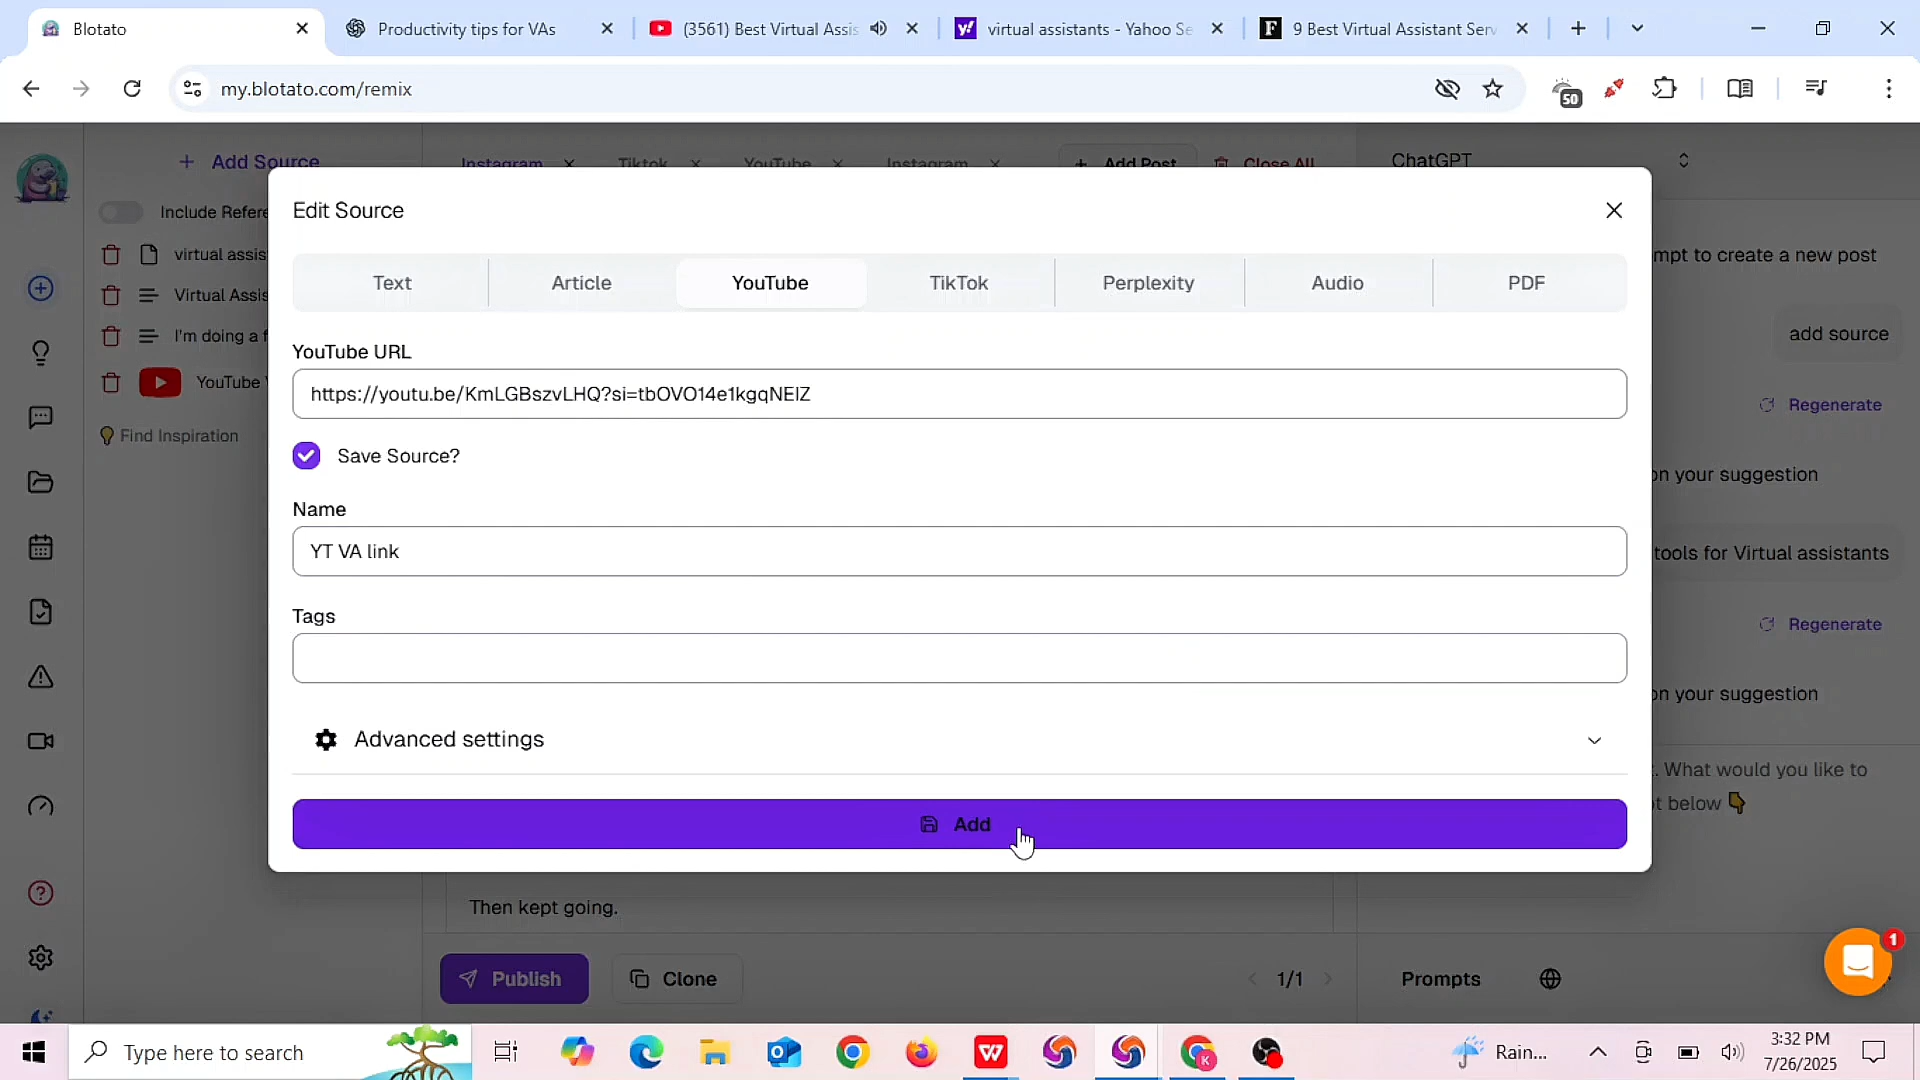 Blotato
Productivity tips for VAs
(3561) Best Virtual Assis
virtual assistants - Yahoo Se
9 Best Virtual Assistant Serv
my.blotato.com/remix
50
+ Add Source
Instagram
Tiktok
YouTube
Instagram
+ Add Post
Close All
ChatGPT
Include Refere
virtual assis
Virtual Assis
I'm doing a f
YouTube V
Find Inspiration
Edit Source
Text
Article
YouTube
TikTok
Perplexity
Audio
PDF
YouTube URL
https://youtu.be/KmLGBszvLHQ?si=tbOVO14e1kgqNEIZ
Save Source?
Name
YT VA link
Tags
Advanced settings
Add
mpt to create a new post
add source
Regenerate
on your suggestion
tools for Virtual assistants
Regenerate
on your suggestion
. What would you like to
t below
Then kept going.
Publish
Clone
1/1
Prompts
1
Type here to search
Rain...
3:32 PM
7/26/2025